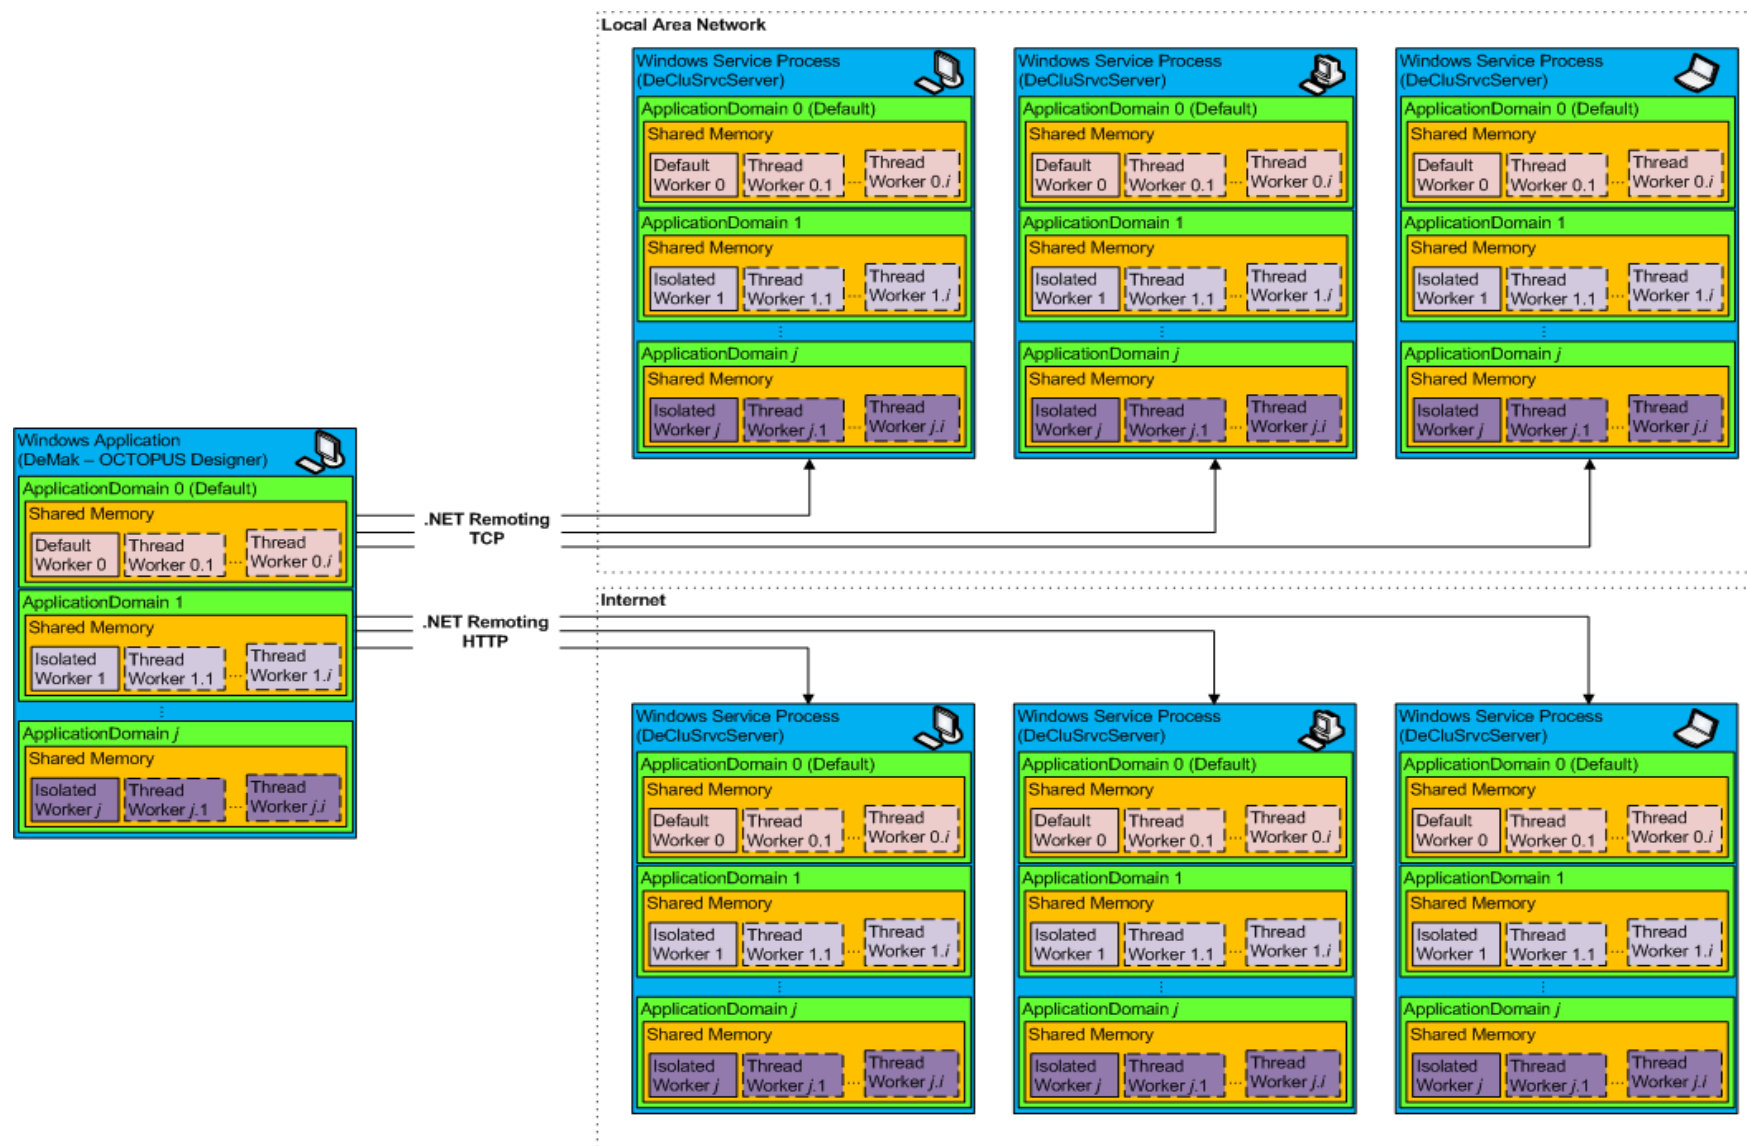 Local Area Network
Windows Service Process
(DeCluSrvcServer)
ApplicationDomain 0 (Default)
Shared Memory
Default
Worker 0
Thread
Worker 0.1
...
Thread
Worker 0.i
ApplicationDomain 1
Shared Memory
Isolated
Worker 1
Thread
Worker 1.1
...
Thread
Worker 1.i
ApplicationDomain j
Shared Memory
Isolated
Worker j
Thread
Worker j.1
...
Thread
Worker j.i
Windows Service Process
(DeCluSrvcServer)
ApplicationDomain 0 (Default)
Shared Memory
Default
Worker 0
Thread
Worker 0.1
...
Thread
Worker 0.i
ApplicationDomain 1
Shared Memory
Isolated
Worker 1
Thread
Worker 1.1
...
Thread
Worker 1.i
ApplicationDomain j
Shared Memory
Isolated
Worker j
Thread
Worker j.1
...
Thread
Worker j.i
Windows Service Process
(DeCluSrvcServer)
ApplicationDomain 0 (Default)
Shared Memory
Default
Worker 0
Thread
Worker 0.1
...
Thread
Worker 0.i
ApplicationDomain 1
Shared Memory
Isolated
Worker 1
Thread
Worker 1.1
...
Thread
Worker 1.i
ApplicationDomain j
Shared Memory
Isolated
Worker j
Thread
Worker j.1
...
Thread
Worker j.i
Windows Application
(DeMak – OCTOPUS Designer)
ApplicationDomain 0 (Default)
Shared Memory
Default
Worker 0
Thread
Worker 0.1
...
Thread
Worker 0.i
ApplicationDomain 1
Shared Memory
Isolated
Worker 1
Thread
Worker 1.1
...
Thread
Worker 1.i
ApplicationDomain j
Shared Memory
Isolated
Worker j
Thread
Worker j.1
...
Thread
Worker j.i
.NET Remoting
TCP
.NET Remoting
HTTP
Internet
Windows Service Process
(DeCluSrvcServer)
ApplicationDomain 0 (Default)
Shared Memory
Default
Worker 0
Thread
Worker 0.1
...
Thread
Worker 0.i
ApplicationDomain 1
Shared Memory
Isolated
Worker 1
Thread
Worker 1.1
...
Thread
Worker 1.i
ApplicationDomain j
Shared Memory
Isolated
Worker j
Thread
Worker j.1
...
Thread
Worker j.i
Windows Service Process
(DeCluSrvcServer)
ApplicationDomain 0 (Default)
Shared Memory
Default
Worker 0
Thread
Worker 0.1
...
Thread
Worker 0.i
ApplicationDomain 1
Shared Memory
Isolated
Worker 1
Thread
Worker 1.1
...
Thread
Worker 1.i
ApplicationDomain j
Shared Memory
Isolated
Worker j
Thread
Worker j.1
...
Thread
Worker j.i
Windows Service Process
(DeCluSrvcServer)
ApplicationDomain 0 (Default)
Shared Memory
Default
Worker 0
Thread
Worker 0.1
...
Thread
Worker 0.i
ApplicationDomain 1
Shared Memory
Isolated
Worker 1
Thread
Worker 1.1
...
Thread
Worker 1.i
ApplicationDomain j
Shared Memory
Isolated
Worker j
Thread
Worker j.1
...
Thread
Worker j.i